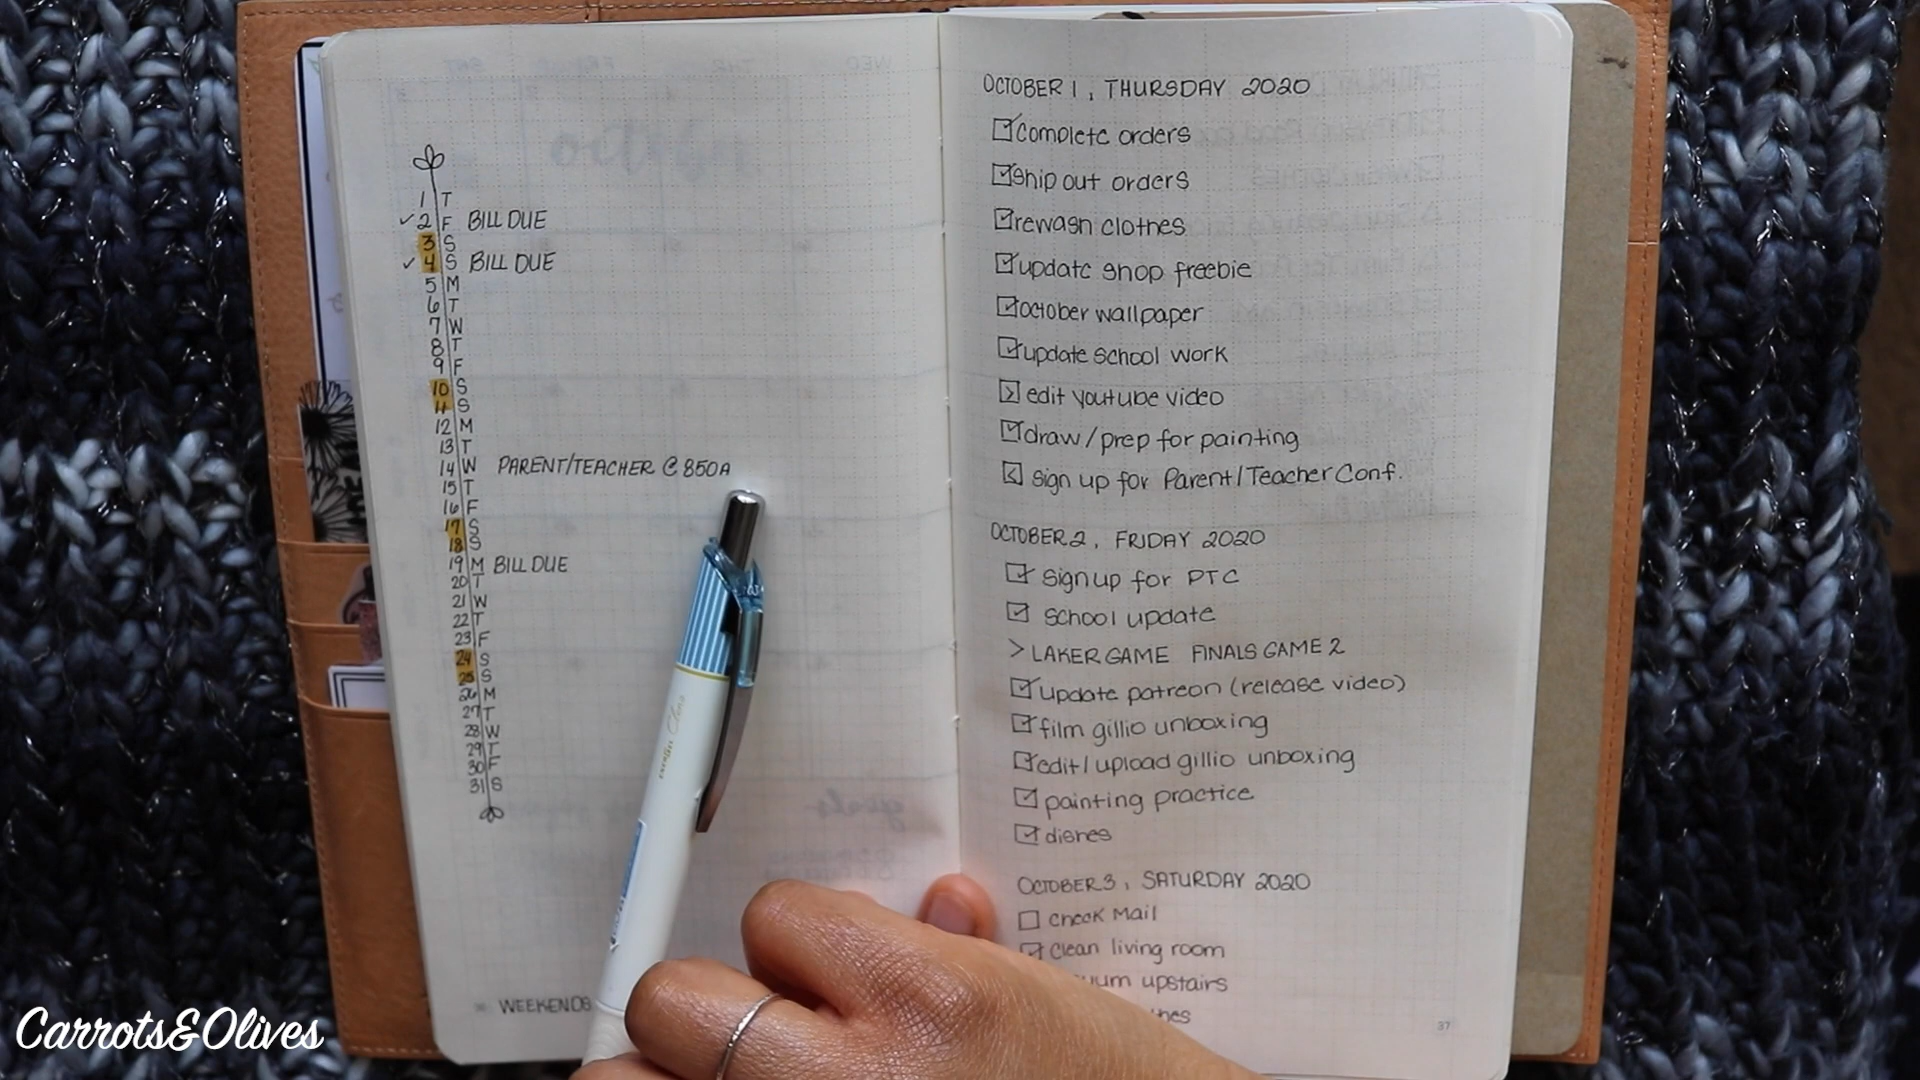 1 T
✓ 2 F BILL DUE
3 S
✓ 4 S BILL DUE
5 M
6 T
7 W
8 T
9 F
10 S
11 S
12 M
13 T
14 W PARENT/TEACHER @ 850A
15 T
16 F
17 S
18 S
19 M BILL DUE
20 T
21 W
22 T
23 F
24 S
25 S
26 M
27 T
28 W
29 T
30 F
31 S
WEEKENDS
OCTOBER 1, THURSDAY 2020
complete orders
ship out orders
rewash clothes
update shop freebie
october wallpaper
update school work
edit youtube video
draw/prep for painting
sign up for Parent/Teacher Conf.
OCTOBER 2, FRIDAY 2020
sign up for PTC
school update
> LAKER GAME FINALS GAME 2
update patreon (release video)
film gillio unboxing
edit/upload gillio unboxing
painting practice
dishes
OCTOBER 3, SATURDAY 2020
check Mail
clean living room
upstairs
37
Carrots&Olives